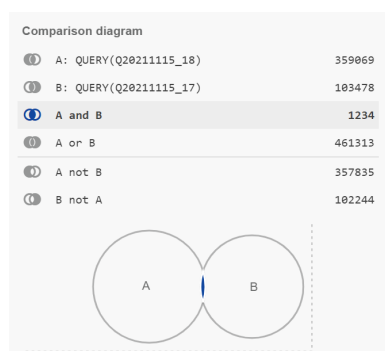 Comparison diagram
A: QUERY(Q20211115_18) 359069
B: QUERY(Q20211115_17) 103478
A and B 1234
A or B 461313
A not B 357835
B not A 102244
A B